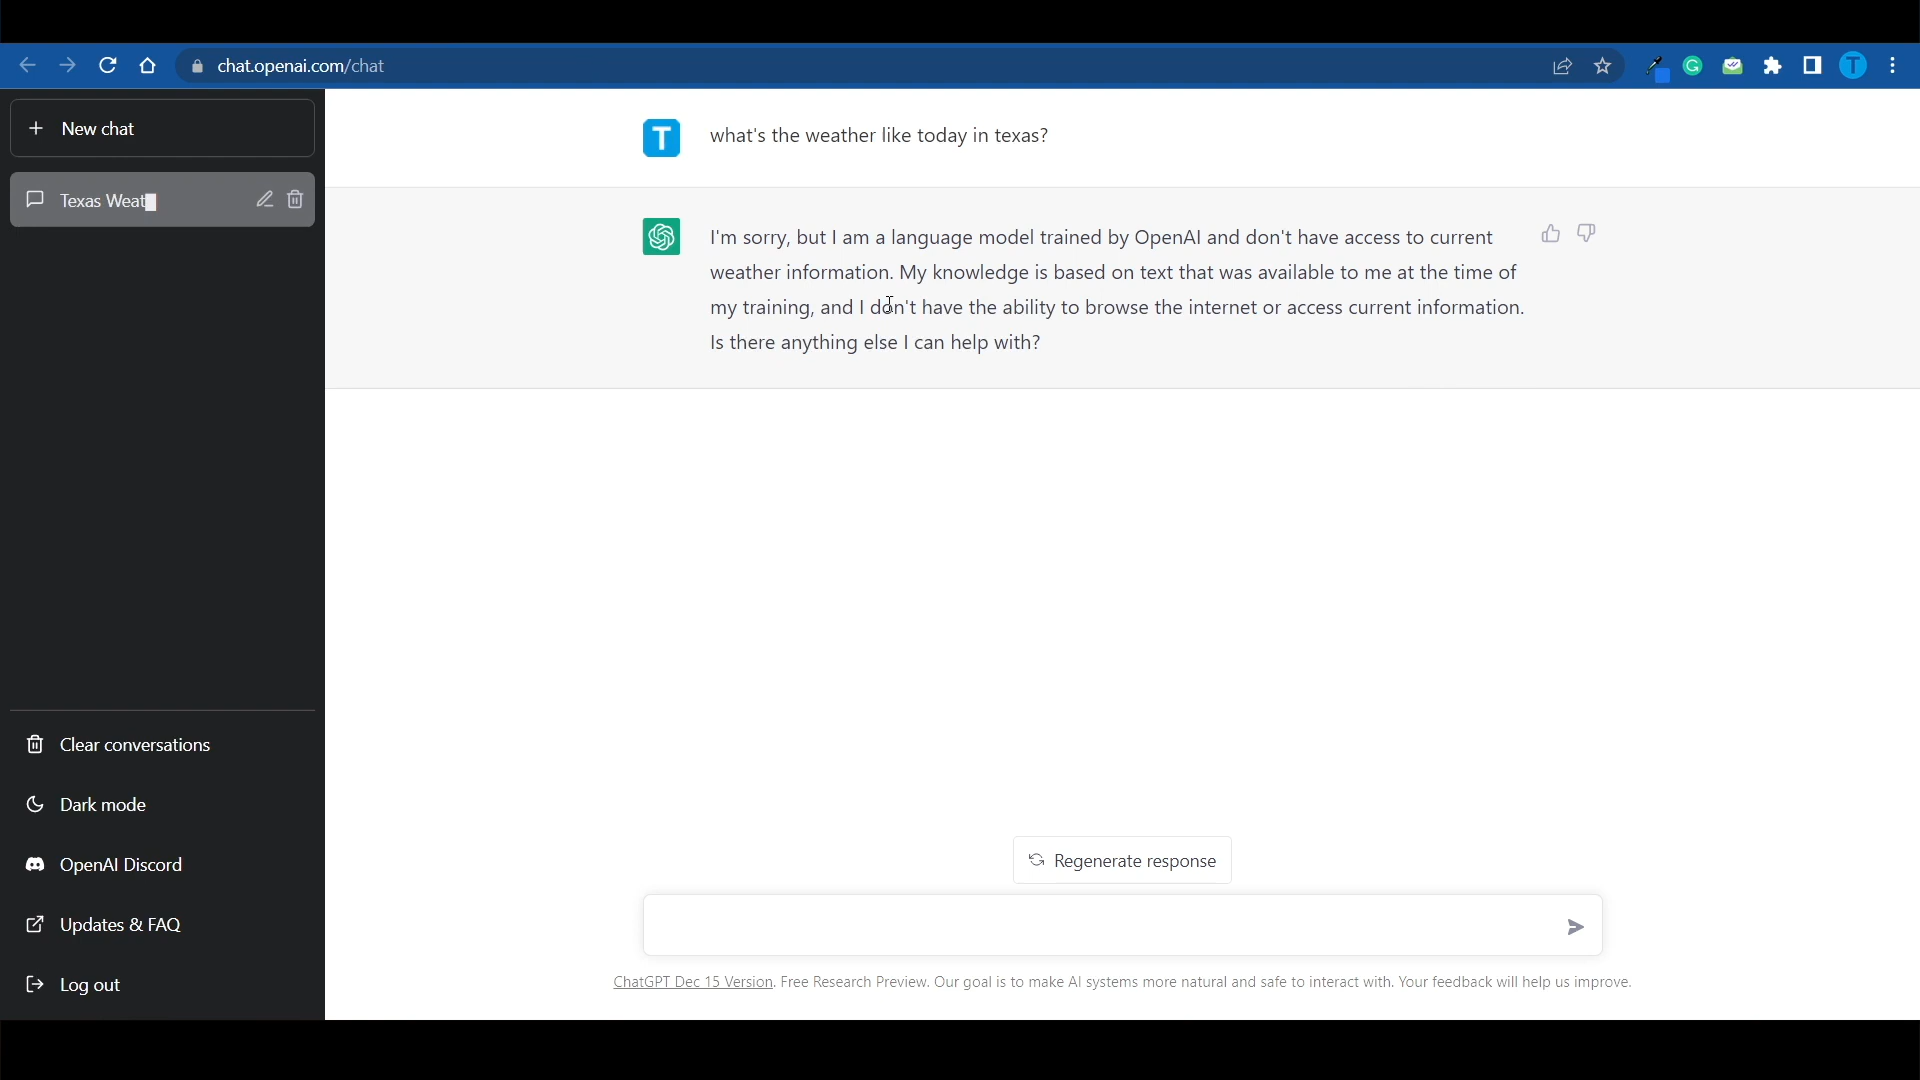 chat.openai.com/chat
T
New chat
Texas Weat
T
what's the weather like today in texas?
I'm sorry, but I am a language model trained by OpenAI and don't have access to current
weather information. My knowledge is based on text that was available to me at the time of
my training, and I don't have the ability to browse the internet or access current information.
Is there anything else I can help with?
Clear conversations
Dark mode
OpenAI Discord
Updates & FAQ
Log out
Regenerate response
ChatGPT Dec 15 Version. Free Research Preview. Our goal is to make AI systems more natural and safe to interact with. Your feedback will help us improve.